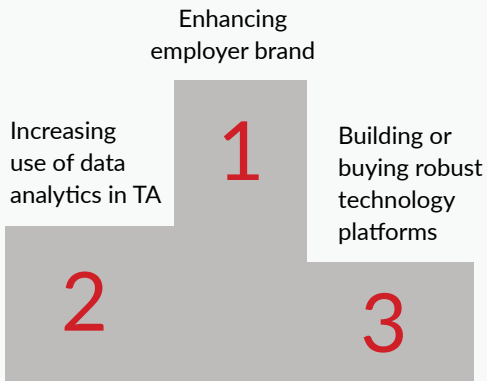 Enhancing
employer brand
1
Increasing
use of data
analytics in TA
2
Building or
buying robust
technology
platforms
3